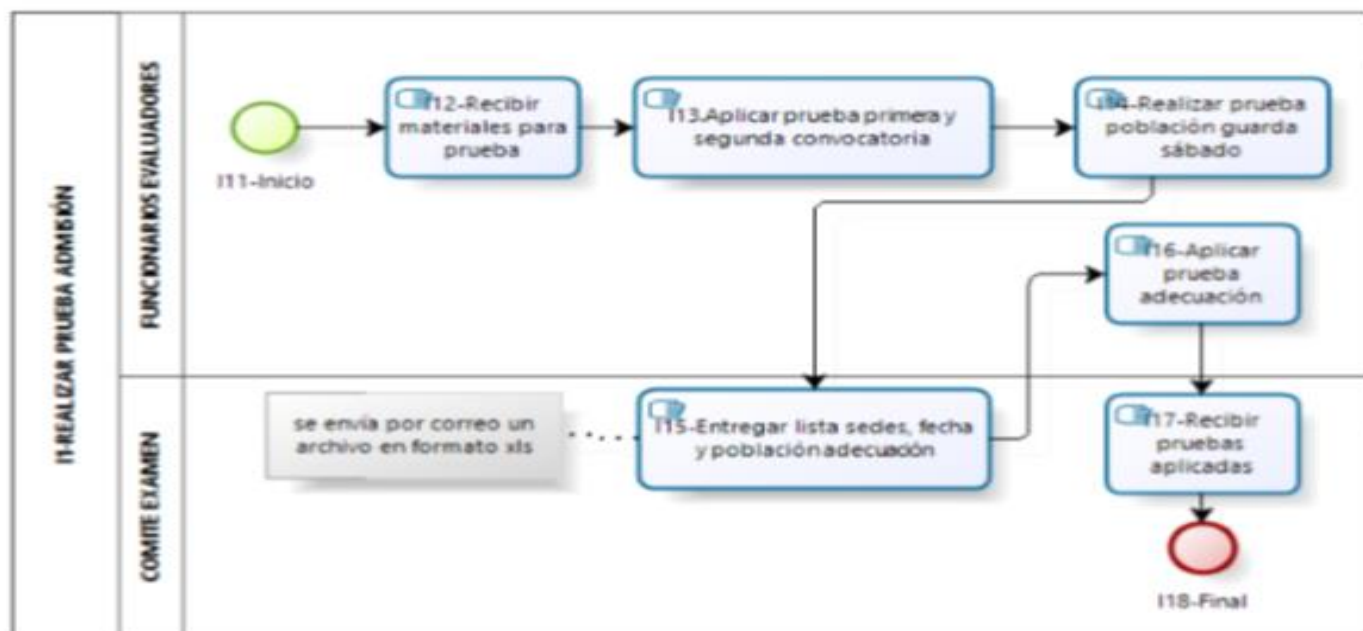 I1-REALIZAR PRUEBA ADMISIÓN
FUNCIONARIOS EVALUADORES
I11-Inicio
I12-Recibir
materiales para
prueba
I13.Aplicar prueba primera y
segunda convocatoria
I14-Realizar prueba
población guarda
sábado
I16-Aplicar
prueba
adecuación
COMITE EXAMEN
se envía por correo un
archivo en formato xls
I15-Entregar lista sedes, fecha
y población adecuación
I17-Recibir
pruebas
aplicadas
I18-Final